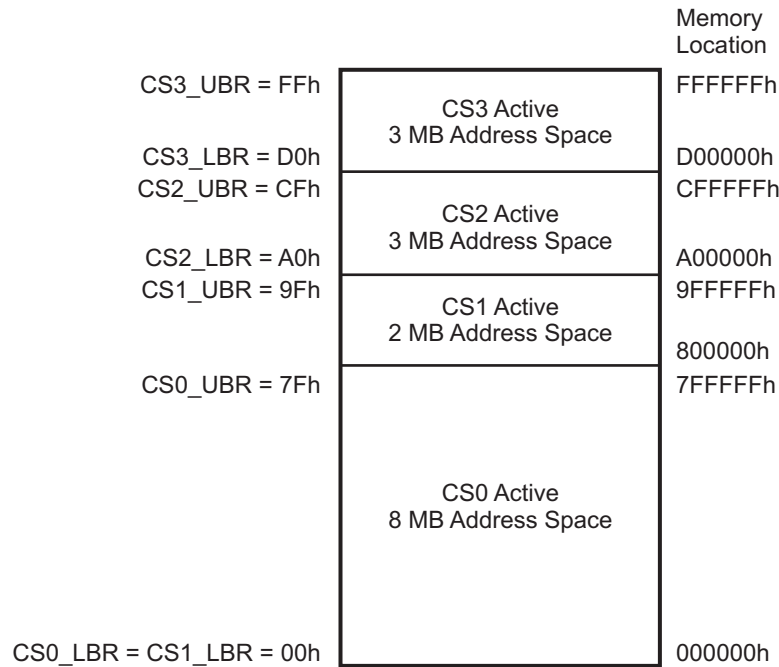 Memory
Location
CS3_UBR = FFh
FFFFFFh
CS3 Active
3 MB Address Space
CS3_LBR = D0h
D00000h
CS2_UBR = CFh
CFFFFFh
CS2 Active
3 MB Address Space
CS2_LBR = A0h
A00000h
CS1_UBR = 9Fh
9FFFFFh
CS1 Active
2 MB Address Space
800000h
CS0_UBR = 7Fh
7FFFFFh
CS0 Active
8 MB Address Space
CS0_LBR = CS1_LBR = 00h
000000h